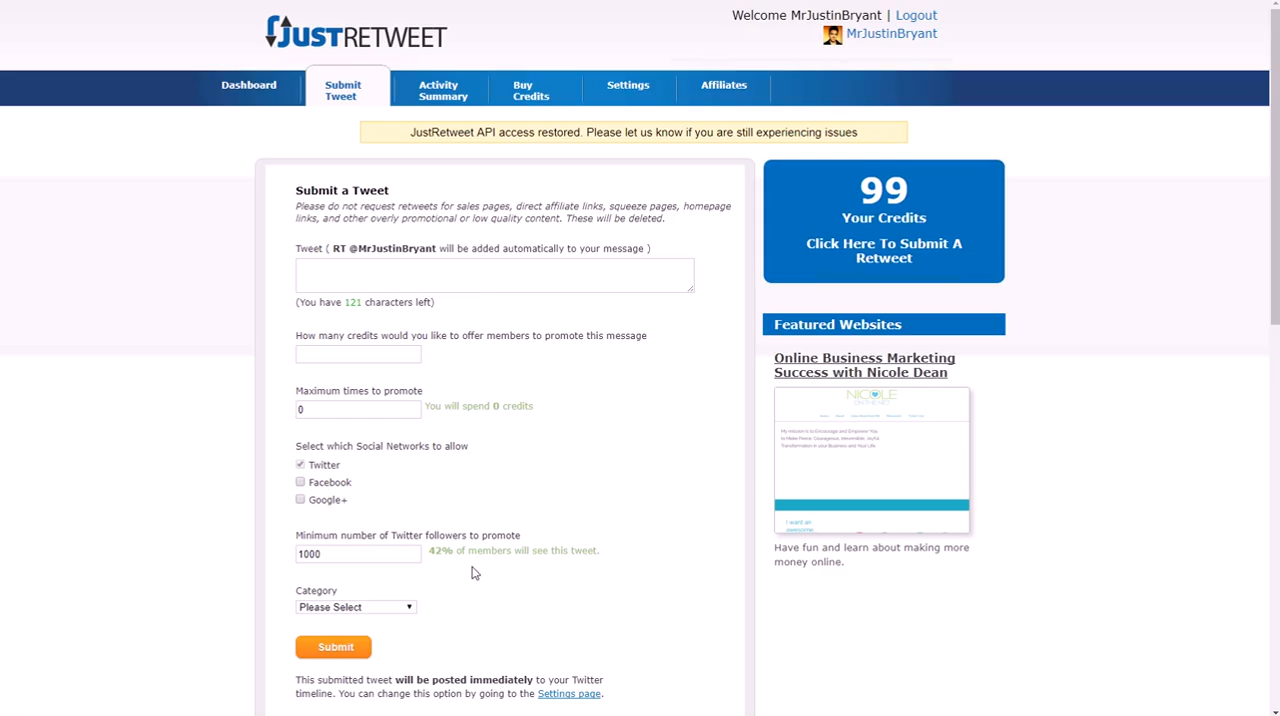 JUSTRETWEET
Welcome MrJustinBryant | Logout
MrJustinBryant
Dashboard
Submit
Tweet
Activity
Summary
Buy
Credits
Settings
Affiliates
JustRetweet API access restored. Please let us know if you are still experiencing issues
Submit a Tweet
Please do not request retweets for sales pages, direct affiliate links, squeeze pages, homepage
links, and other overly promotional or low quality content. These will be deleted.
Tweet ( RT @MrJustinBryant will be added automatically to your message )
(You have 121 characters left)
How many credits would you like to offer members to promote this message
Maximum times to promote
0
You will spend 0 credits
Select which Social Networks to allow
Twitter
Facebook
Google+
Minimum number of Twitter followers to promote
1000
42% of members will see this tweet.
Category
Please Select
Submit
This submitted tweet will be posted immediately to your Twitter
timeline. You can change this option by going to the Settings page.
99
Your Credits
Click Here To Submit A
Retweet
Featured Websites
Online Business Marketing
Success with Nicole Dean
NICOLE
I want an
awesome
Have fun and learn about making more
money online.